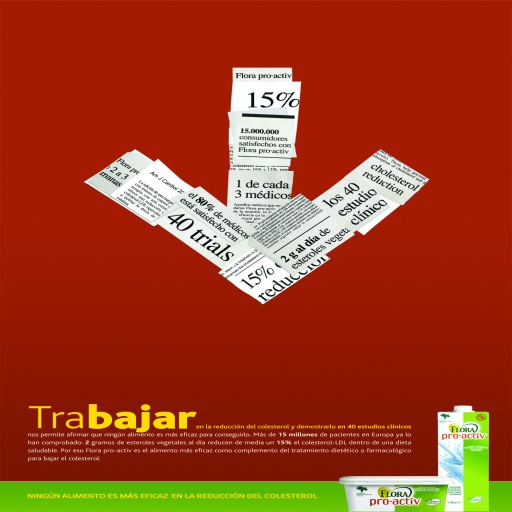 Flora pro·activ
15%
15.000.000
consumidores
satisfechos con
Flora pro·activ
1 de cada
3 médicos
Flora pro
2 a 3
Am J Cardiol
el 80% de médicos
está satisfecho con
40 trials
15%
reducción
2 g al día de
esteroles vegeta
los 40
estudio
clínico
cholesterol
reduction
Trabajar en la reducción del colesterol y demostrarlo en 40 estudios clínicos
nos permite afirmar que ningún alimento es más eficaz para conseguirlo. Más de 15 millones de pacientes en Europa ya lo
han comprobado: 2 gramos de esteroles vegetales al día reducen de media un 15% el colesterol-LDL dentro de una dieta
saludable. Por eso Flora pro-activ es el alimento más eficaz como complemento del tratamiento dietético o farmacológico
para bajar el colesterol.
FLORA
pro·activ
FLORA
pro·activ
NINGÚN ALIMENTO ES MÁS EFICAZ EN LA REDUCCIÓN DEL COLESTEROL